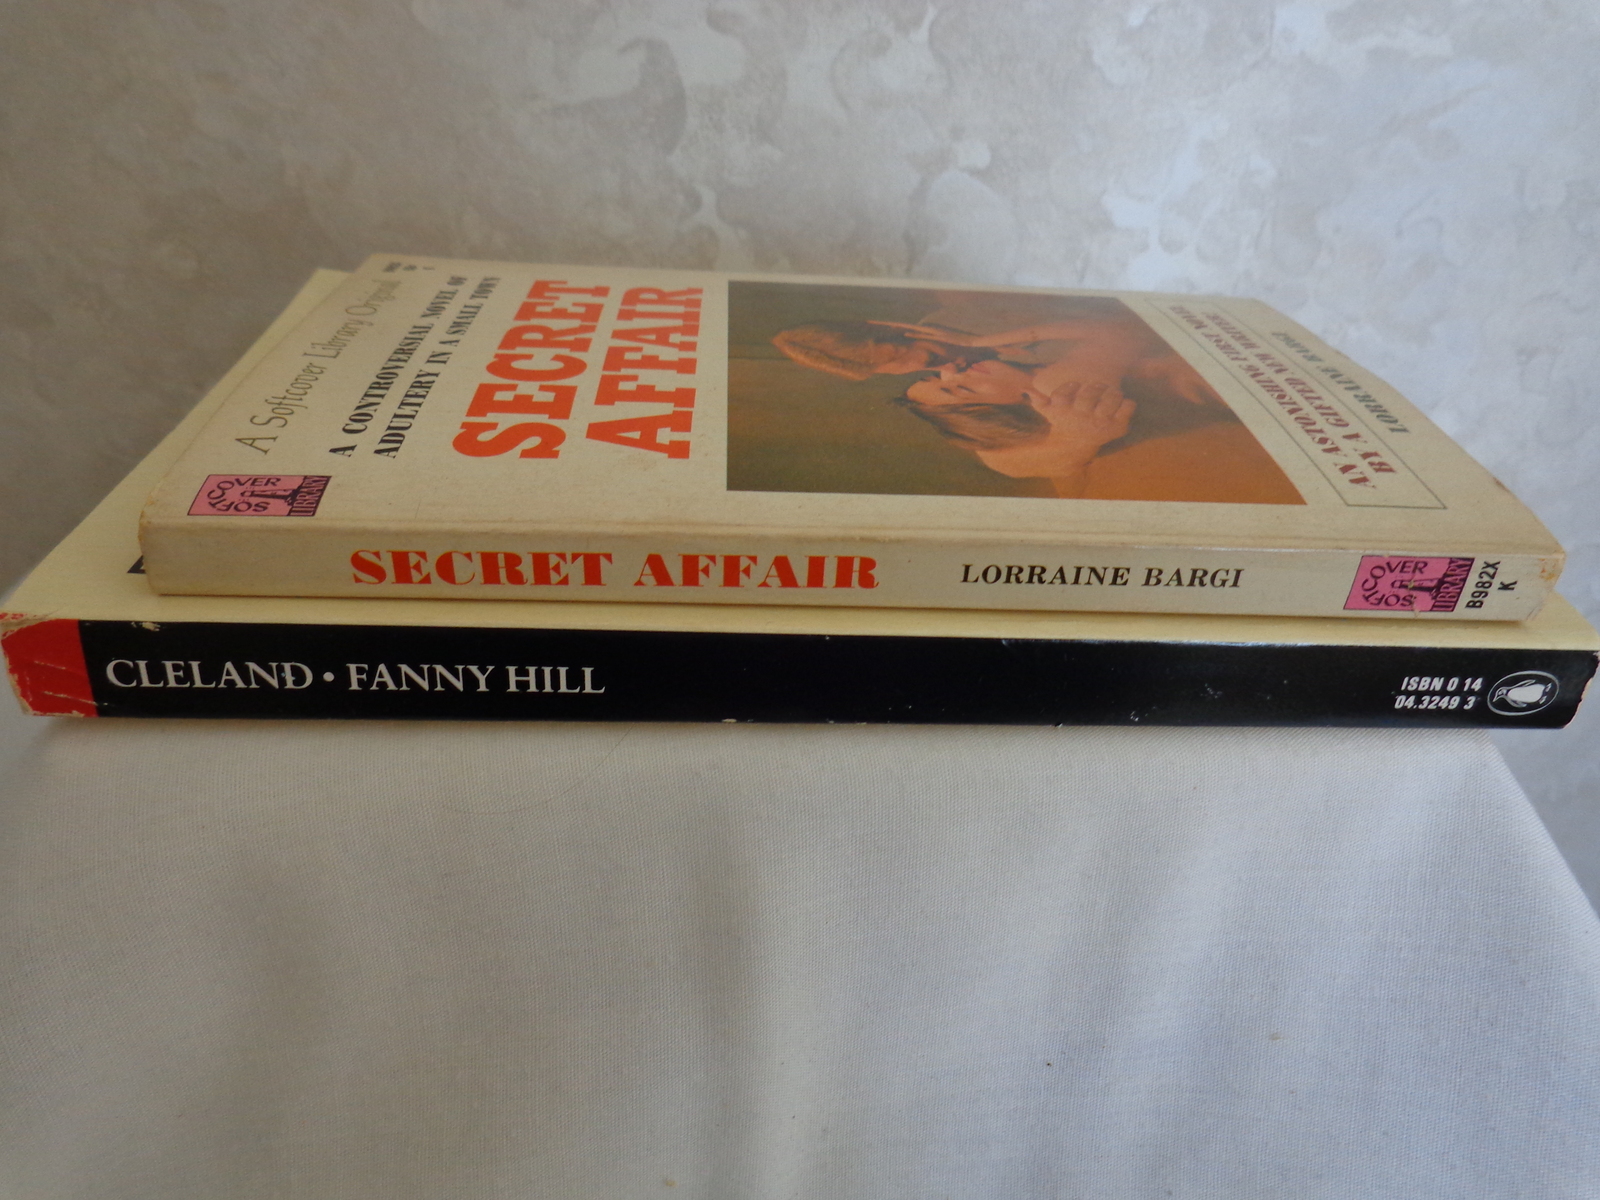 A Softcover Library Original
A CONTROVERSIAL NOVEL OF
ADULTERY IN A SMALL TOWN
SECRET
AFFAIR
AN ASTONISHING FIRST NOVEL
BY A GIFTED NEW WRITER!
LORRAINE BARGI
SOFTCOVER
LIBRARY
SECRET AFFAIR
LORRAINE BARGI
SOFTCOVER
LIBRARY
B982X
K
CLELAND • FANNY HILL
ISBN 0 14
04.3249 3